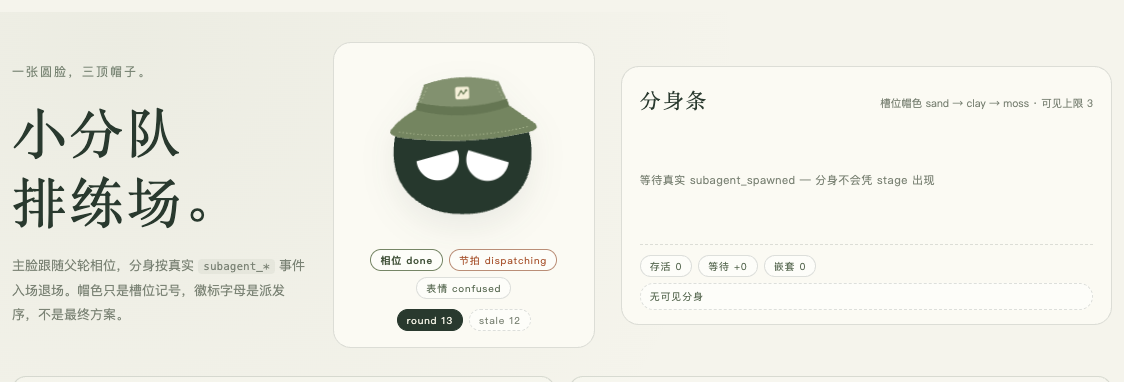 一张圆脸，三顶帽子。
小分队
排练场。
主脸跟随父轮相位，分身按真实 subagent_* 事件
入场退场。帽色只是槽位记号，徽标字母是派发
序，不是最终方案。
相位 done
节拍 dispatching
表情 confused
round 13
stale 12
分身条
槽位帽色 sand → clay → moss · 可见上限 3
等待真实 subagent_spawned — 分身不会凭 stage 出现
存活 0
等待 +0
嵌套 0
无可见分身